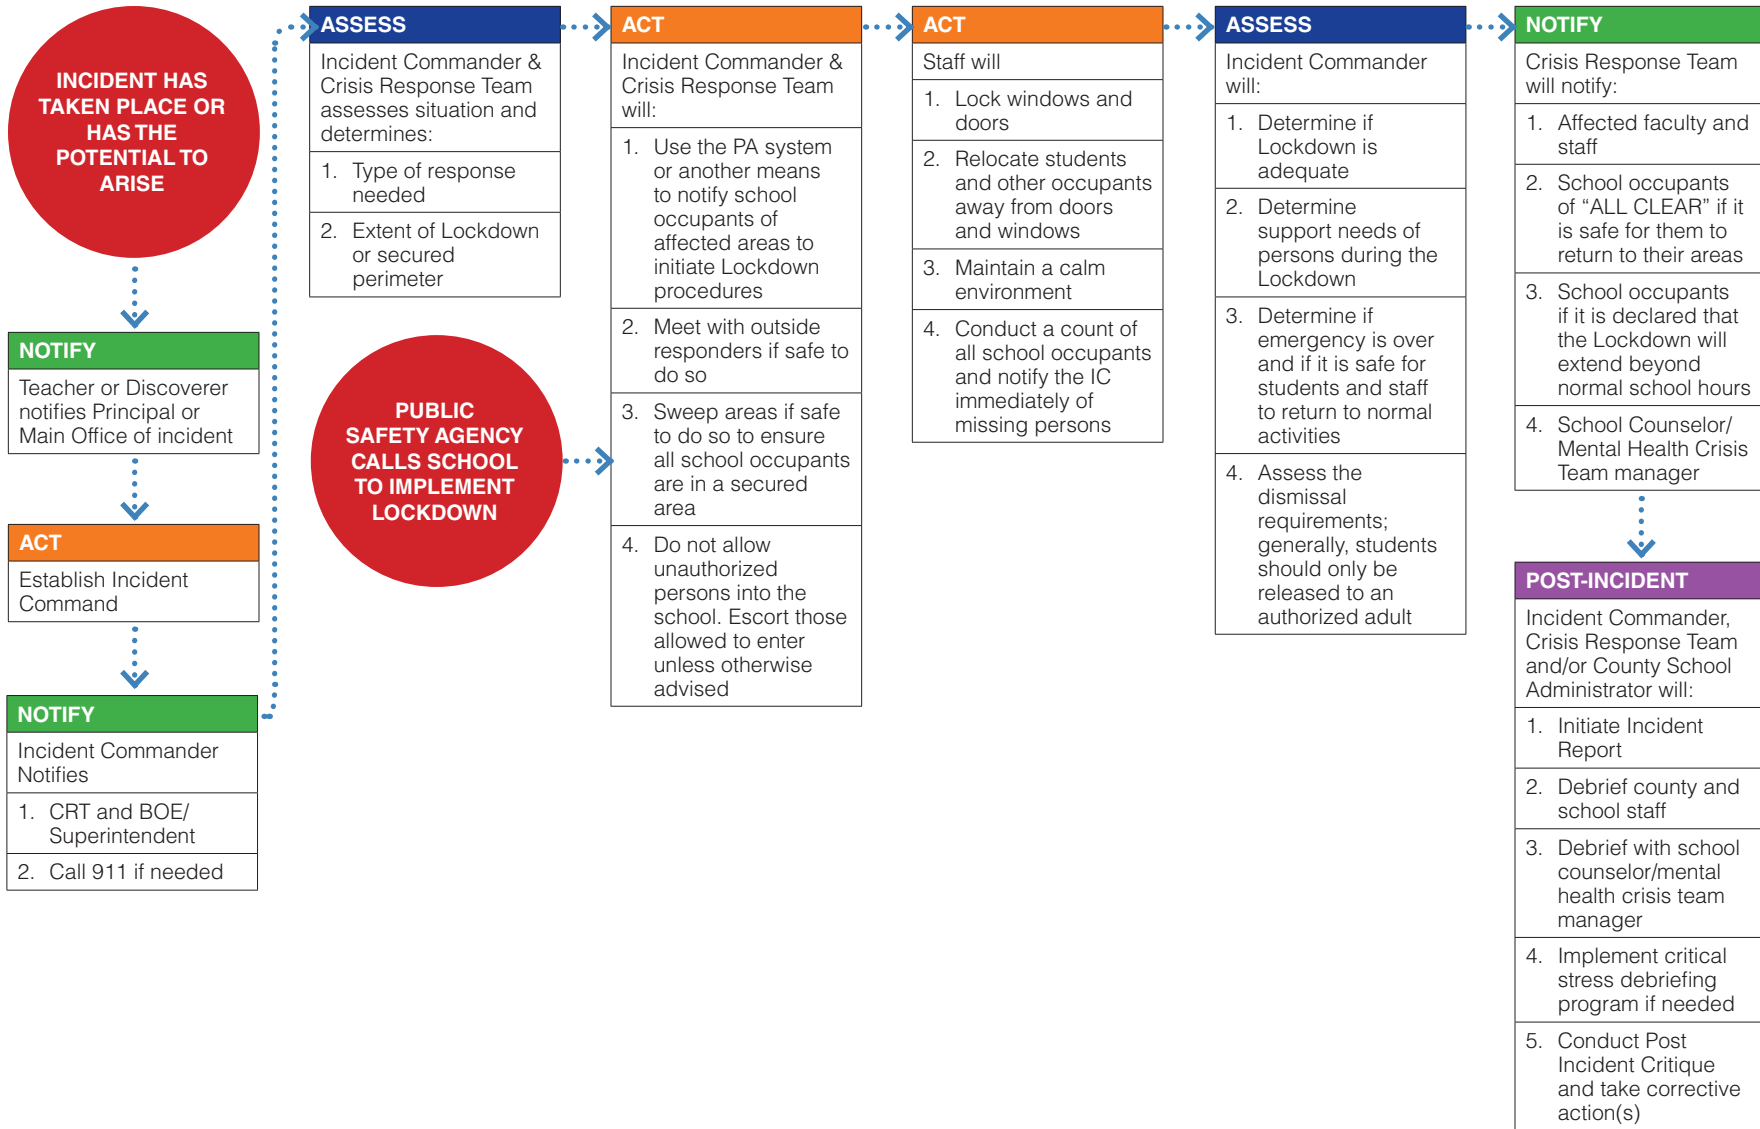 INCIDENT HAS
TAKEN PLACE OR
HAS THE
POTENTIAL TO
ARISE
NOTIFY
Teacher or Discoverer
notifies Principal or
Main Office of incident
ACT
Establish Incident
Command
NOTIFY
Incident Commander
Notifies
1. CRT and BOE/
Superintendent
2. Call 911 if needed
ASSESS
Incident Commander &
Crisis Response Team
assesses situation and
determines:
1. Type of response
needed
2. Extent of Lockdown
or secured
perimeter
PUBLIC
SAFETY AGENCY
CALLS SCHOOL
TO IMPLEMENT
LOCKDOWN
ACT
Incident Commander &
Crisis Response Team
will:
1. Use the PA system
or another means
to notify school
occupants of
affected areas to
initiate Lockdown
procedures
2. Meet with outside
responders if safe to
do so
3. Sweep areas if safe
to do so to ensure
all school occupants
are in a secured
area
4. Do not allow
unauthorized
persons into the
school. Escort those
allowed to enter
unless otherwise
advised
ACT
Staff will
1. Lock windows and
doors
2. Relocate students
and other occupants
away from doors
and windows
3. Maintain a calm
environment
4. Conduct a count of
all school occupants
and notify the IC
immediately of
missing persons
ASSESS
Incident Commander
will:
1. Determine if
Lockdown is
adequate
2. Determine
support needs of
persons during the
Lockdown
3. Determine if
emergency is over
and if it is safe for
students and staff
to return to normal
activities
4. Assess the
dismissal
requirements;
generally, students
should only be
released to an
authorized adult
NOTIFY
Crisis Response Team
will notify:
1. Affected faculty and
staff
2. School occupants
of “ALL CLEAR” if it
is safe for them to
return to their areas
3. School occupants
if it is declared that
the Lockdown will
extend beyond
normal school hours
4. School Counselor/
Mental Health Crisis
Team manager
POST-INCIDENT
Incident Commander,
Crisis Response Team
and/or County School
Administrator will:
1. Initiate Incident
Report
2. Debrief county and
school staff
3. Debrief with school
counselor/mental
health crisis team
manager
4. Implement critical
stress debriefing
program if needed
5. Conduct Post
Incident Critique
and take corrective
action(s)